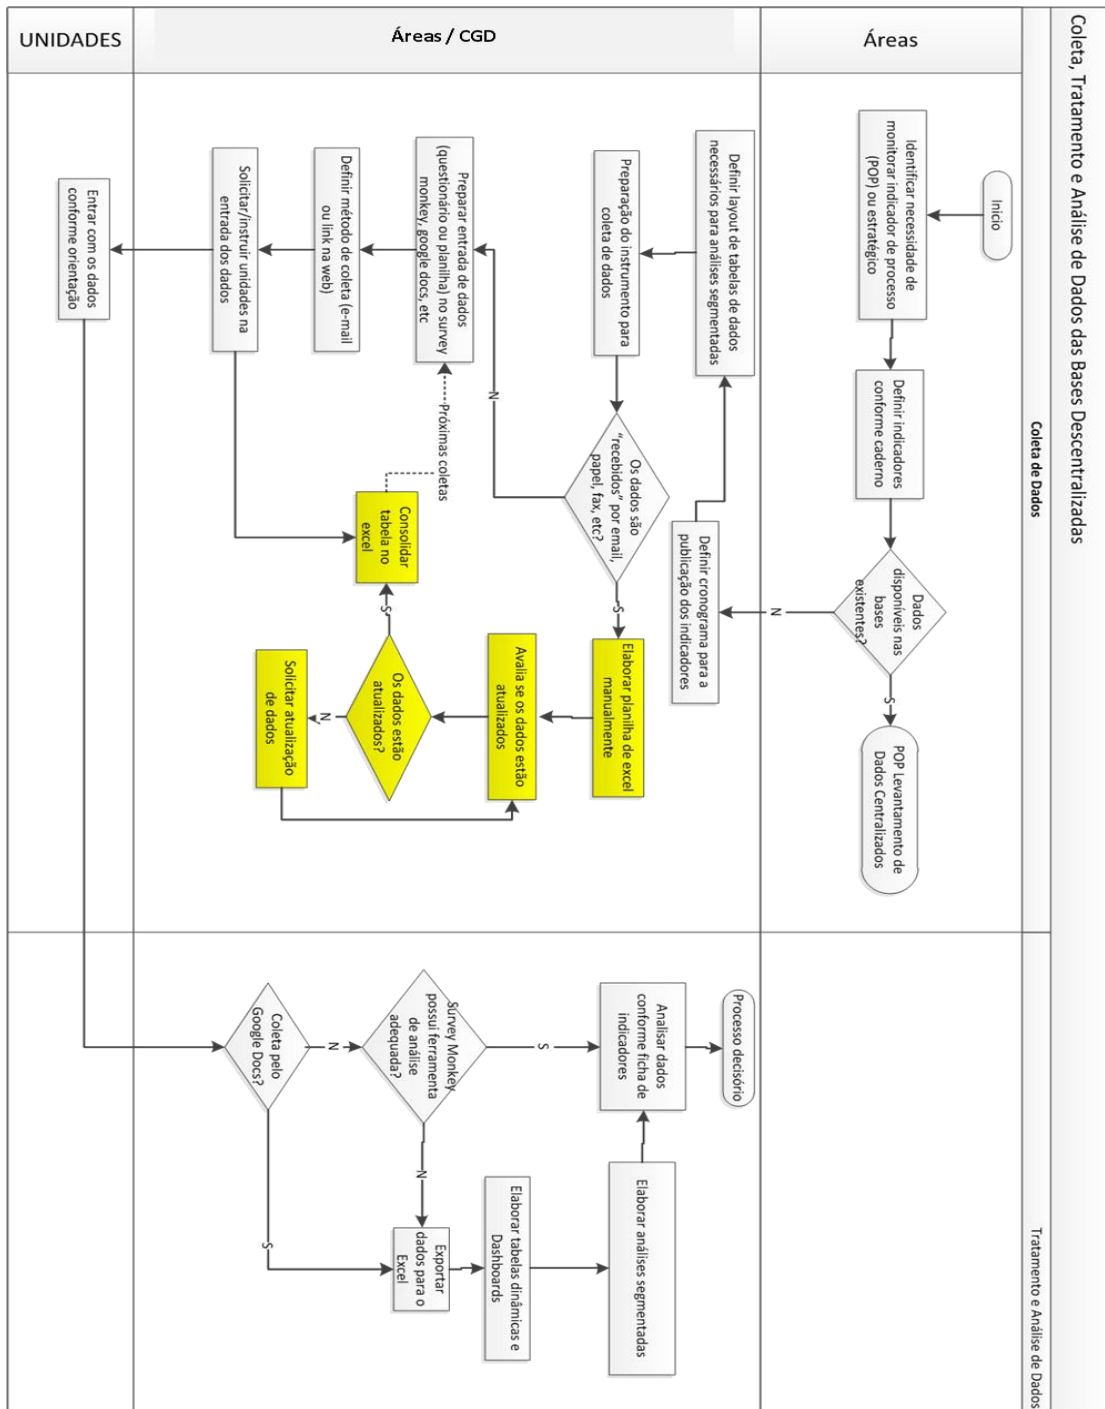 Coleta, Tratamento e Análise de Dados das Bases Descentralizadas
Coleta de Dados
Tratamento e Análise de Dados
UNIDADES
Áreas / CGD
Áreas
Inicio
Identificar necessidade de
monitorar indicador de processo
(POP) ou estratégico
Definir indicadores
conforme caderno
Dados
disponíveis nas
bases
existentes?
S
POP Levantamento de
Dados Centralizados
N
Definir cronograma para a
publicação dos indicadores
Definir layout de tabelas de dados
necessários para análises segmentadas
Preparação do instrumento para
coleta de dados
Os dados são
“recebidos” por email,
papel, fax, etc?
S
Elaborar planilha de excel
manualmente
Avalia se os dados estão
atualizados
Os dados estão
atualizados?
N
Solicitar atualização
de dados
S
Consolidar
tabela no
excel
Próximas coletas
N
Preparar entrada de dados
(questionário ou planilha) no survey
monkey, google docs, etc
Definir método de coleta (e-mail
ou link na web)
Solicitar/instruir unidades na
entrada dos dados
Entrar com os dados
conforme orientação
Coleta pelo
Google Docs?
N
S
Survey Monkey
possui ferramenta
de análise
adequada?
S
N
Exportar
dados para o
Excel
Elaborar tabelas dinâmicas e
Dashboards
Elaborar análises segmentadas
Analisar dados
conforme ficha de
indicadores
Processo decisório